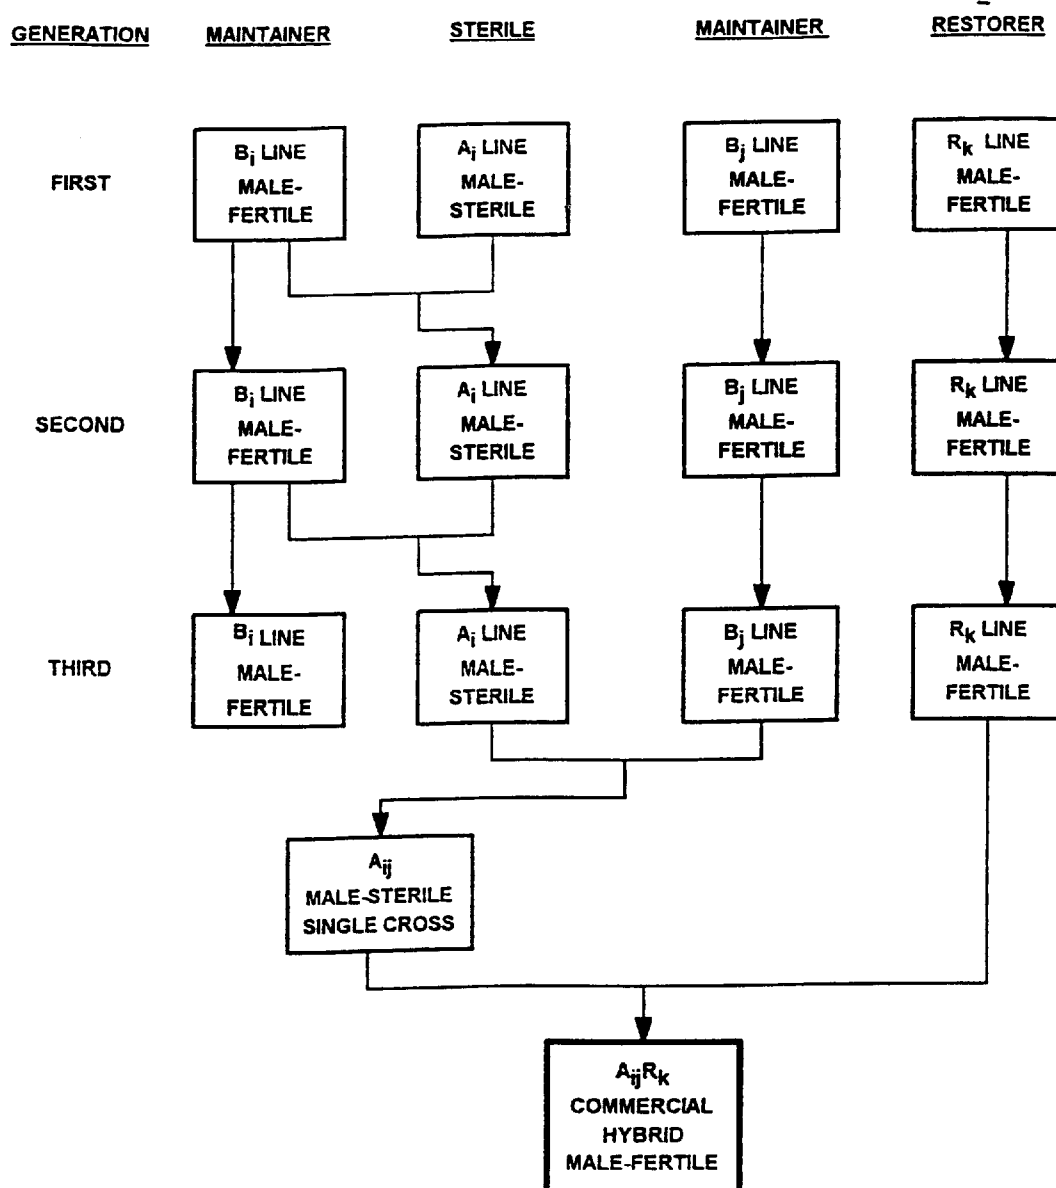 GENERATION MAINTAINER STERILE MAINTAINER RESTORER
FIRST
Bi LINE
MALE-
FERTILE
Ai LINE
MALE-
STERILE
Bj LINE
MALE-
FERTILE
Rk LINE
MALE-
FERTILE
SECOND
Bi LINE
MALE-
FERTILE
Ai LINE
MALE-
STERILE
Bj LINE
MALE-
FERTILE
Rk LINE
MALE-
FERTILE
THIRD
Bi LINE
MALE-
FERTILE
Ai LINE
MALE-
STERILE
Bj LINE
MALE-
FERTILE
Rk LINE
MALE-
FERTILE
Aij
MALE-STERILE
SINGLE CROSS
AijRk
COMMERCIAL
HYBRID
MALE-FERTILE